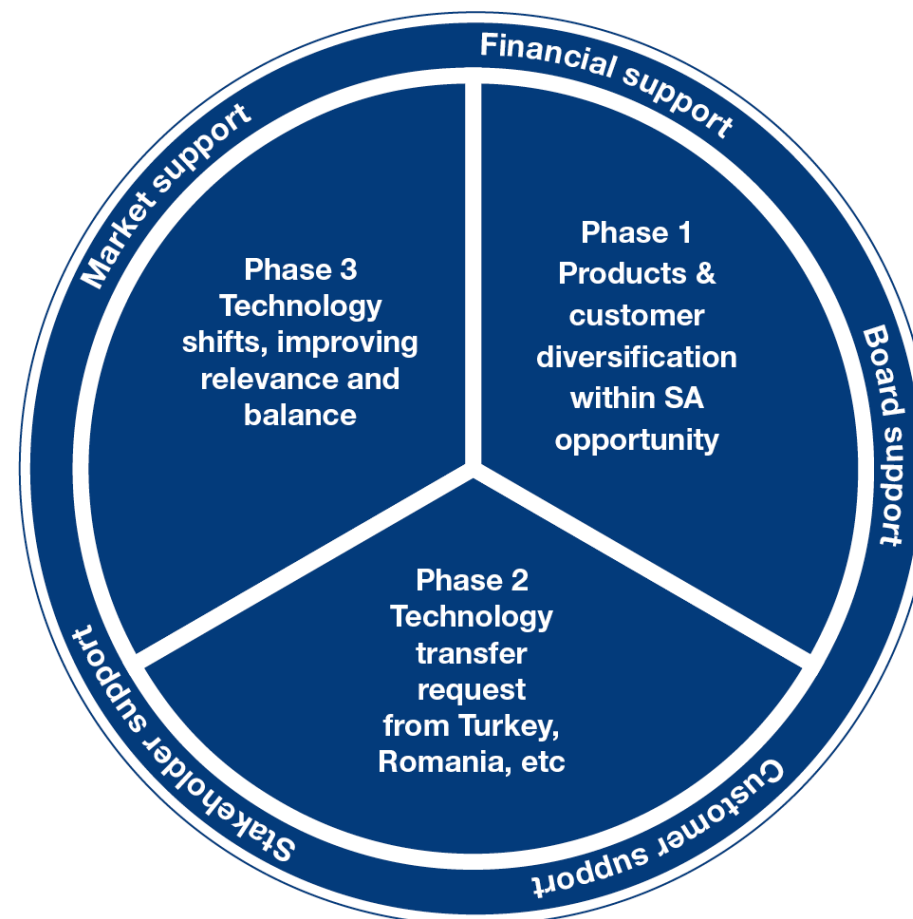 Financial support
Board support
Customer support
Stakeholder support
Market support
Phase 1
Products &
customer
diversification
within SA
opportunity
Phase 2
Technology
transfer
request
from Turkey,
Romania, etc
Phase 3
Technology
shifts, improving
relevance and
balance